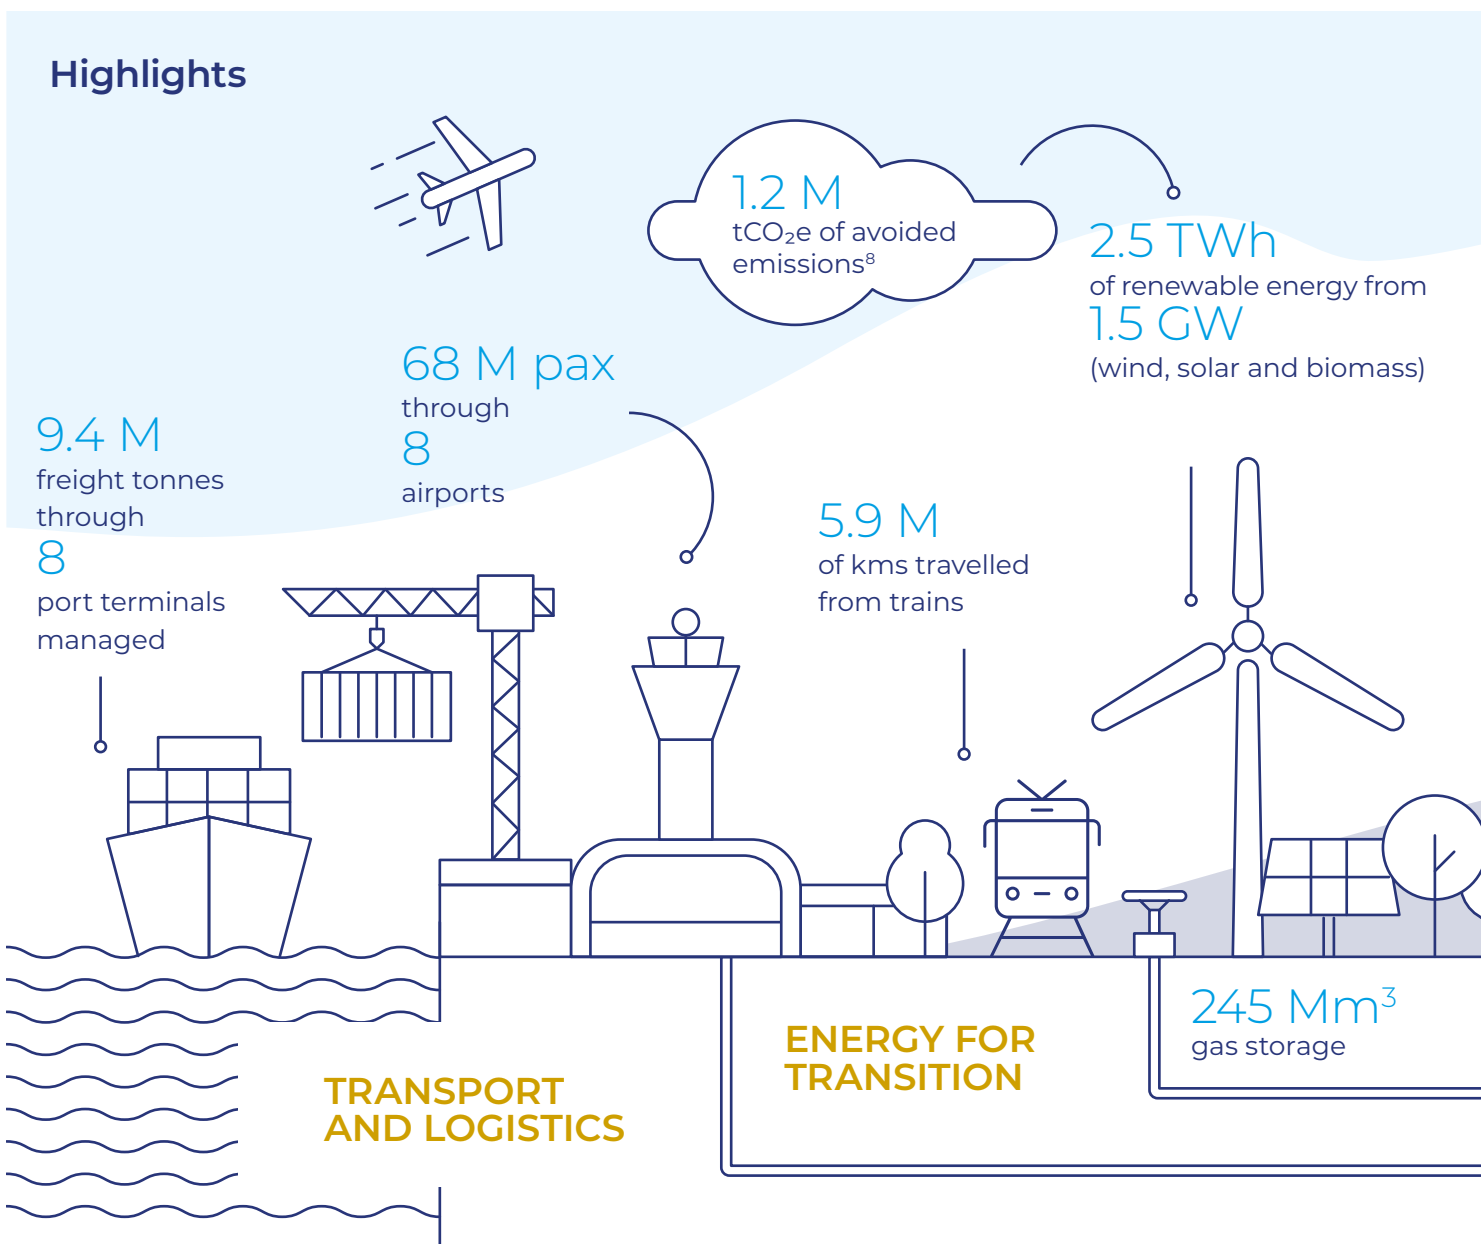 Highlights
1.2 M
tCO₂e of avoided
emissions⁸
2.5 TWh
of renewable energy from
1.5 GW
(wind, solar and biomass)
68 M pax
through
8
airports
9.4 M
freight tonnes
through
8
port terminals
managed
5.9 M
of kms travelled
from trains
245 Mm³
gas storage
ENERGY FOR
TRANSITION
TRANSPORT
AND LOGISTICS